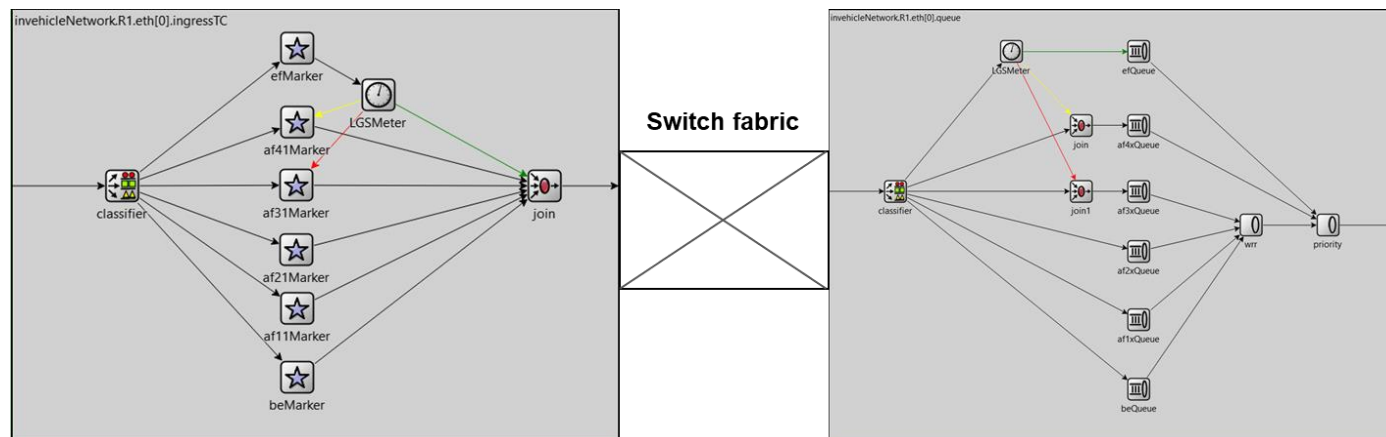 invehicleNetwork.R1.eth[0].ingressTC
efMarker
LGSMeter
af41Marker
classifier
af31Marker
join
af21Marker
af11Marker
beMarker
Switch fabric
invehicleNetwork.R1.eth[0].queue
LGSMeter
efQueue
join
af4xQueue
classifier
join1
af3xQueue
wrr
priority
af2xQueue
af1xQueue
beQueue